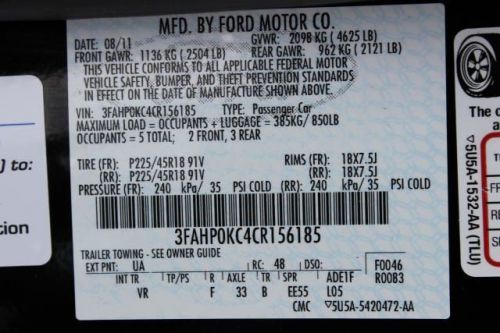 MFD. BY FORD MOTOR CO.
DATE: 08/11 GVWR: 2098 KG ( 4625 LB)
FRONT GAWR: 1136 KG ( 2504LB) REAR GAWR: 962 KG ( 2121 LB)
THIS VEHICLE CONFORMS TO ALL APPLICABLE FEDERAL MOTOR
VEHICLE SAFETY, BUMPER, AND THEFT PREVENTION STANDARDS
IN EFFECT ON THE DATE OF MANUFACTURE SHOWN ABOVE.
VIN: 3FAHP0KC4CR156185 TYPE: Passenger Car
MAXIMUM LOAD = OCCUPANTS + LUGGAGE = 385KG/ 850LB
OCCUPANTS = 5 TOTAL; 2 FRONT, 3 REAR
TIRE (FR): P225/45R18 91V RIMS (FR): 18X7.5J
(RR): P225/45R18 91V (RR): 18X7.5J
PRESSURE (FR): 240 kPa/ 35 PSI COLD (RR): 240 kPa/ 35 PSI COLD
3FAHP0KC4CR156185
TRAILER TOWING - SEE OWNER GUIDE
EXT PNT: UA RC: 48 DSO: F0046
INT TR TP/PS R AXLE TR SPR ADE1F R00B3
VR F 33 B EE55 L05
CMC 5U5A-5420472-AA
) to:
The
5U5A-1532-AA (TLU)
T
FR
RE